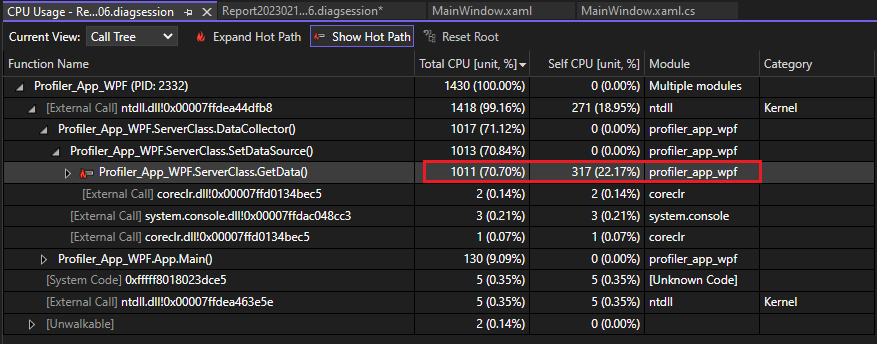 CPU Usage - Re...06.diagsession Report2023021...6.diagsession* MainWindow.xaml MainWindow.xaml.cs
Current View: Call Tree Expand Hot Path Show Hot Path Reset Root
Function Name Total CPU [unit, %] Self CPU [unit, %] Module Category
Profiler_App_WPF (PID: 2332) 1430 (100.00%) 0 (0.00%) Multiple modules
[External Call] ntdll.dll!0x00007ffdea44dfb8 1418 (99.16%) 271 (18.95%) ntdll Kernel
Profiler_App_WPF.ServerClass.DataCollector() 1017 (71.12%) 0 (0.00%) profiler_app_wpf
Profiler_App_WPF.ServerClass.SetDataSource() 1013 (70.84%) 0 (0.00%) profiler_app_wpf
Profiler_App_WPF.ServerClass.GetData() 1011 (70.70%) 317 (22.17%) profiler_app_wpf
[External Call] coreclr.dll!0x00007ffd0134bec5 2 (0.14%) 2 (0.14%) coreclr
[External Call] system.console.dll!0x00007ffdac048cc3 3 (0.21%) 3 (0.21%) system.console
[External Call] coreclr.dll!0x00007ffd0134bec5 1 (0.07%) 1 (0.07%) coreclr
Profiler_App_WPF.App.Main() 130 (9.09%) 0 (0.00%) profiler_app_wpf
[System Code] 0xfffff8018023dce5 5 (0.35%) 5 (0.35%) [Unknown Code]
[External Call] ntdll.dll!0x00007ffdea463e5e 5 (0.35%) 5 (0.35%) ntdll Kernel
[Unwalkable] 2 (0.14%) 0 (0.00%)